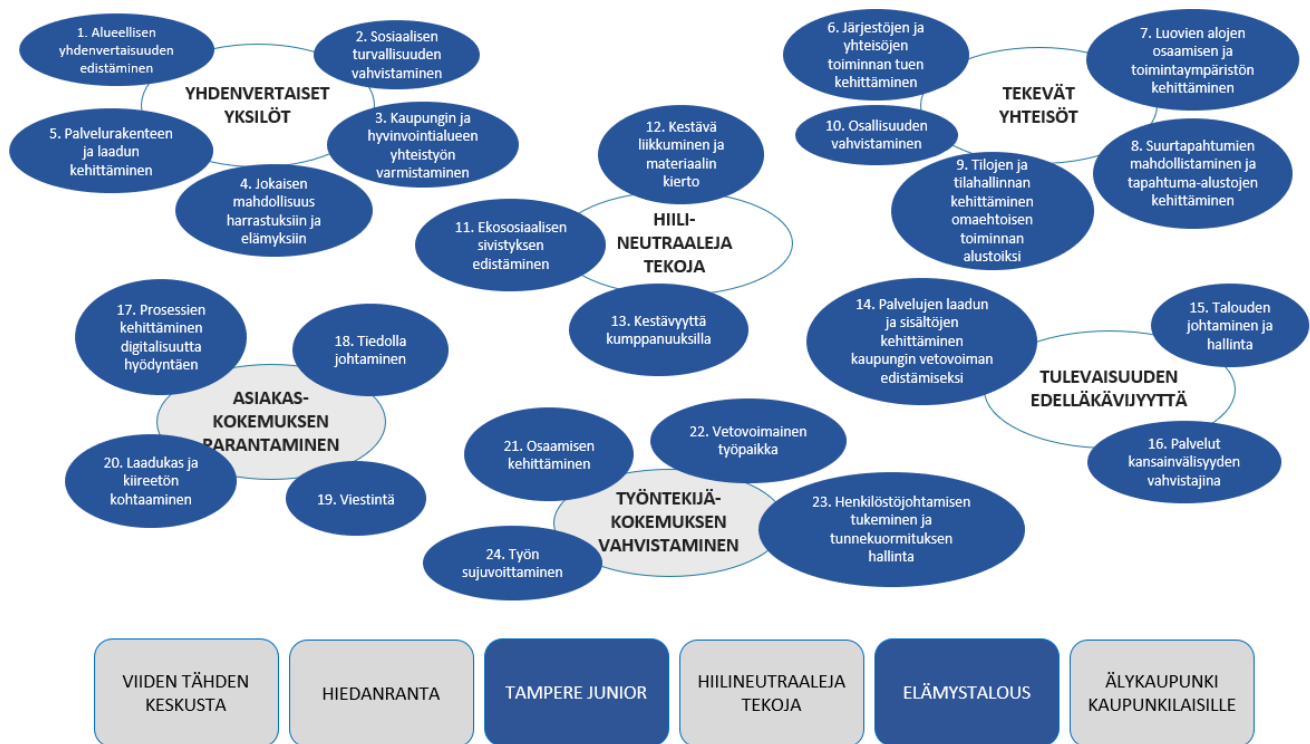 1. Alueellisen
yhdenvertaisuuden
edistäminen
2. Sosiaalisen
turvallisuuden
vahvistaminen
YHDENVERTAISET
YKSILÖT
5. Palvelurakenteen
ja laadun
kehittäminen
3. Kaupungin ja
hyvinvointialueen
yhteistyön
varmistaminen
4. Jokaisen
mahdollisuus
harrastuksiin ja
elämyksiin
6. Järjestöjen ja
yhteisöjen
toiminnan tuen
kehittäminen
7. Luovien alojen
osaamisen ja
toimintaympäristön
kehittäminen
TEKEVÄT
YHTEISÖT
10. Osallisuuden
vahvistaminen
8. Suurtapahtumien
mahdollistaminen ja
tapahtuma-alustojen
kehittäminen
9. Tilojen ja
tilahallinnan
kehittäminen
omaehtoisen
toiminnan
alustoiksi
12. Kestävä
liikkuminen ja
materiaalin
kierto
HIILI-
NEUTRAALEJA
TEKOJA
11. Ekososiaalisen
sivistyksen
edistäminen
13. Kestävyyttä
kumppanuuksilla
14. Palvelujen laadun
ja sisältöjen
kehittäminen
kaupungin vetovoiman
edistämiseksi
15. Talouden
johtaminen ja
hallinta
TULEVAISUUDEN
EDELLÄKÄVIJYYTTÄ
16. Palvelut
kansainvälisyyden
vahvistajina
17. Prosessien
kehittäminen
digitalisuutta
hyödyntäen
18. Tiedolla
johtaminen
ASIAKAS-
KOKEMUKSEN
PARANTAMINEN
20. Laadukas ja
kiireetön
kohtaaminen
19. Viestintä
21. Osaamisen
kehittäminen
22. Vetovoimainen
työpaikka
TYÖNTEKIJÄ-
KOKEMUKSEN
VAHVISTAMINEN
23. Henkilöstöjohtamisen
tukeminen ja
tunnekuormituksen
hallinta
24. Työn
sujuvoittaminen
VIIDEN TÄHDEN
KESKUSTA
HIEDANRANTA
TAMPERE JUNIOR
HIILINEUTRAALEJA
TEKOJA
ELÄMYSTALOUS
ÄLYKAUPUNKI
KAUPUNKILAISILLE